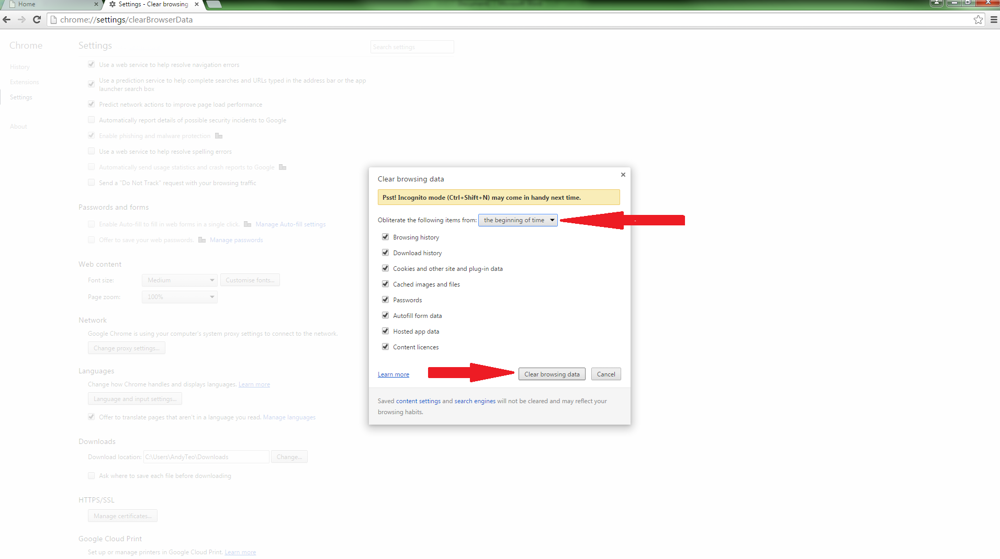 Home
Settings - Clear browsing
chrome://settings/clearBrowserData
Chrome
Settings
Search settings
History
Extensions
Settings
About
Use a web service to help resolve navigation errors
Use a prediction service to help complete searches and URLs typed in the address bar or the app
launcher search box
Predict network actions to improve page load performance
Automatically report details of possible security incidents to Google
Enable phishing and malware protection
Use a web service to help resolve spelling errors
Automatically send usage statistics and crash reports to Google
Send a "Do Not Track" request with your browsing traffic
Passwords and forms
Enable Auto-fill to fill in web forms in a single click. Manage Auto-fill settings
Offer to save your web passwords. Manage passwords
Web content
Font size: Medium Customise fonts...
Page zoom: 100%
Network
Google Chrome is using your computer's system proxy settings to connect to the network.
Change proxy settings...
Languages
Change how Chrome handles and displays languages. Learn more
Language and input settings...
Offer to translate pages that aren't in a language you read. Manage languages
Downloads
Download location: C:\Users\AndyTeo\Downloads Change...
Ask where to save each file before downloading
HTTPS/SSL
Manage certificates...
Google Cloud Print
Set up or manage printers in Google Cloud Print. Learn more
Clear browsing data
Psst! Incognito mode (Ctrl+Shift+N) may come in handy next time.
Obliterate the following items from: the beginning of time
Browsing history
Download history
Cookies and other site and plug-in data
Cached images and files
Passwords
Autofill form data
Hosted app data
Content licences
Learn more Clear browsing data Cancel
Saved content settings and search engines will not be cleared and may reflect your
browsing habits.